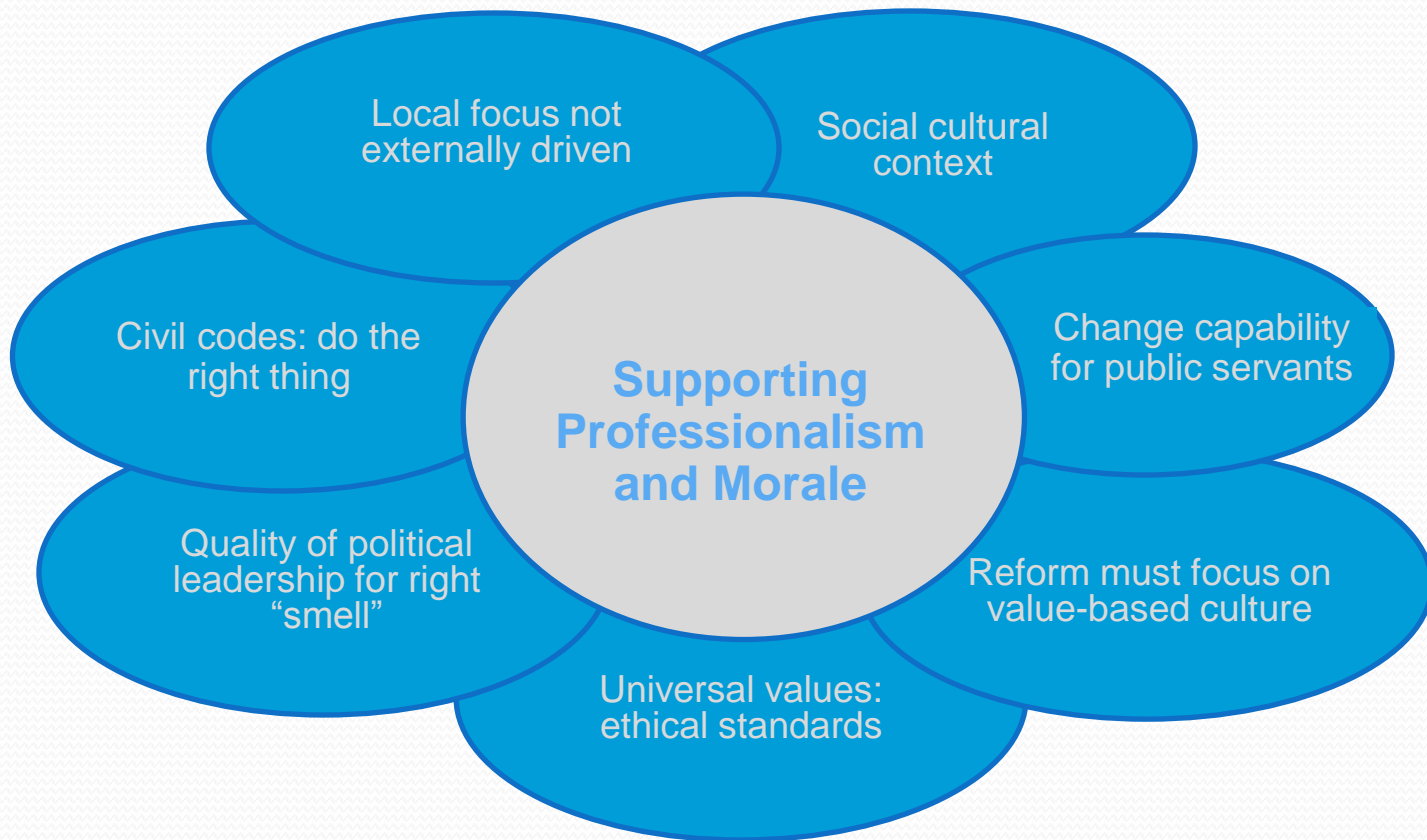 Local focus not
externally driven
Social cultural
context
Change capability
for public servants
Reform must focus on
value-based culture
Universal values:
ethical standards
Quality of political
leadership for right
“smell”
Civil codes: do the
right thing
Supporting
Professionalism
and Morale